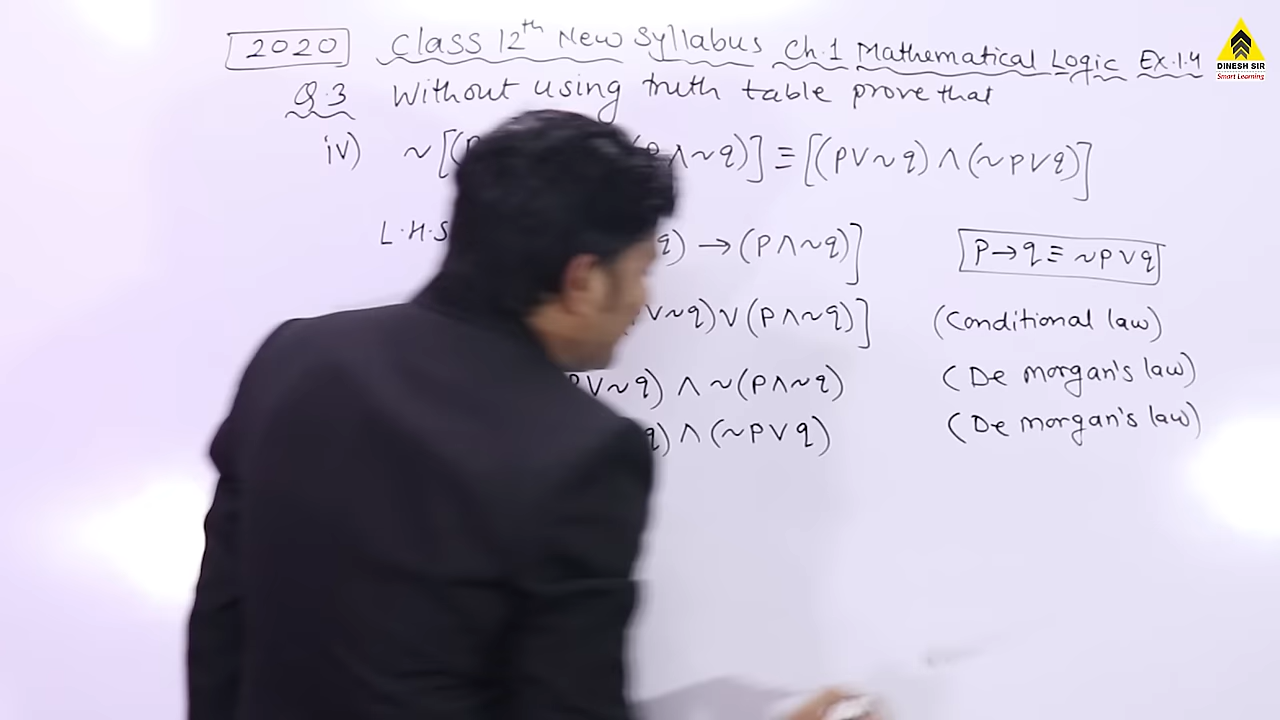 2020 Class 12th New Syllabus Ch.1 Mathematical Logic Ex.1.4
DINESH SIR
Smart Learning
Q.3 Without using truth table prove that
iv) ~[(P ∧~q)] ≡ [(P∨~q) ∧ (~P∨q)]
L.H.S q) → (P∧~q)] P→q ≡ ~P∨q
∨~q) ∨ (P∧~q)] (Conditional law)
P∨~q) ∧ ~(P∧~q) (De morgan's law)
q) ∧ (~P∨q) (De morgan's law)